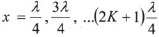 x = λ/4, 3λ/4, ...(2K + 1) λ/4